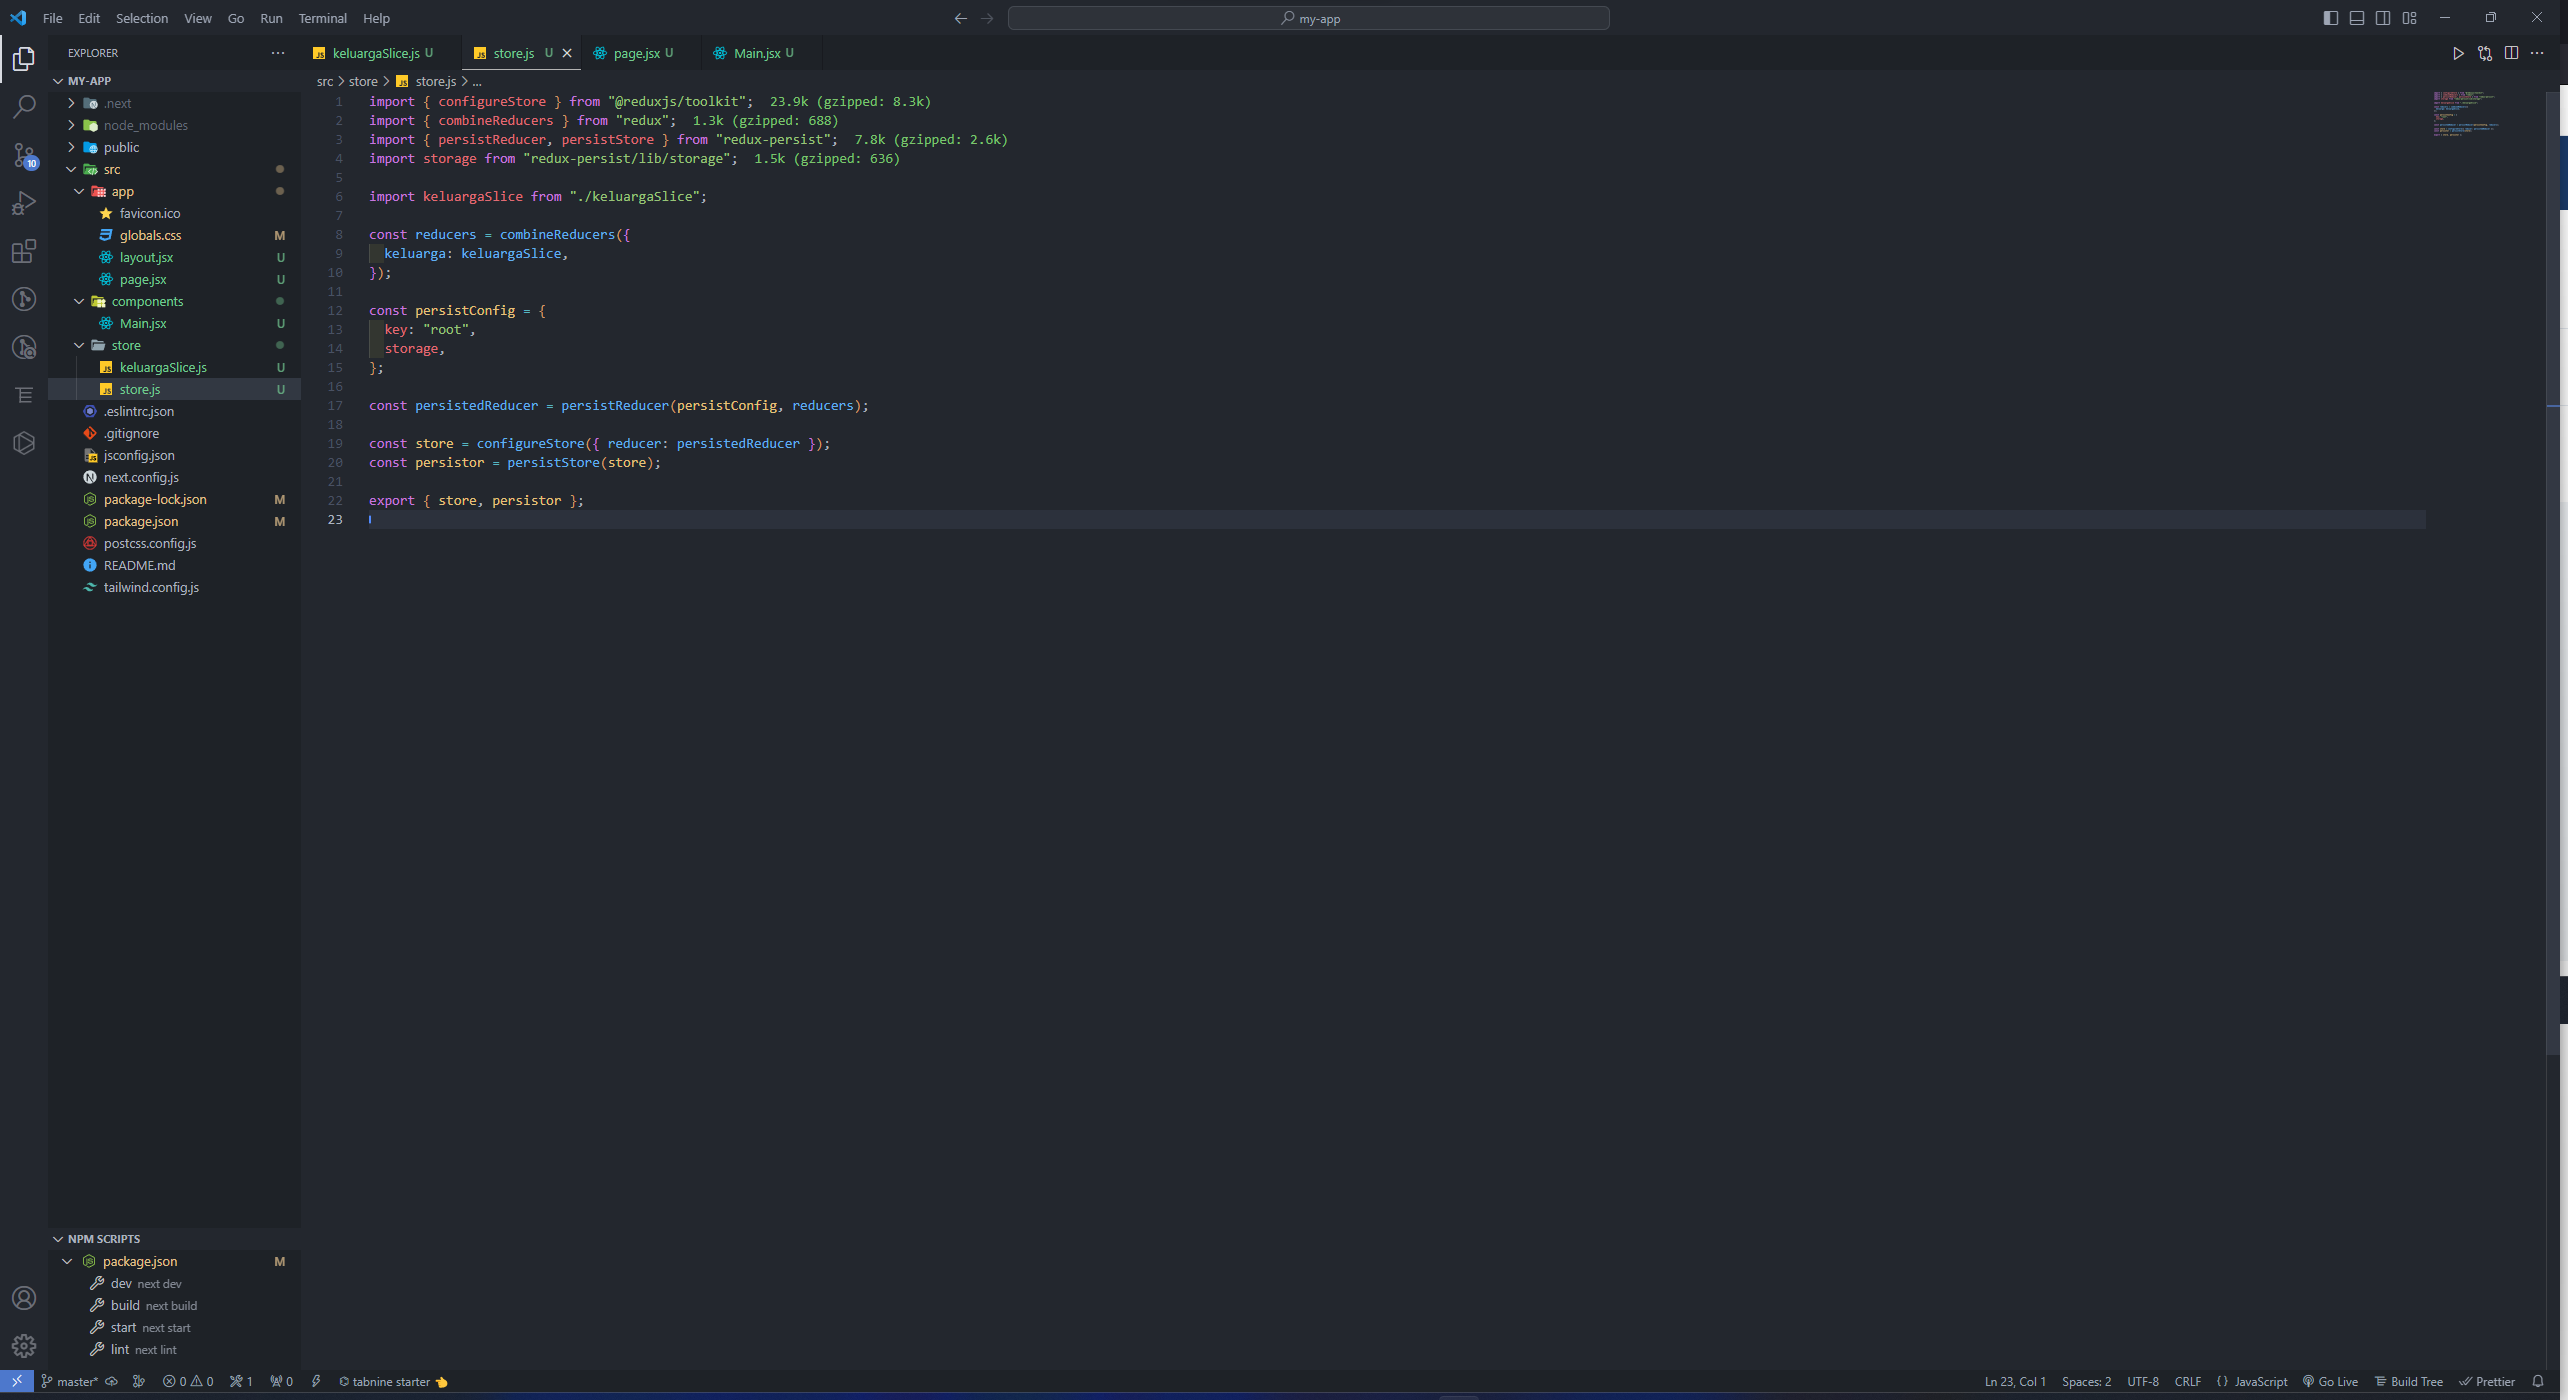 File Edit Selection View Go Run Terminal Help
my-app
EXPLORER
MY-APP
.next
node_modules
public
src
app
favicon.ico
globals.css M
layout.jsx U
page.jsx U
components
Main.jsx U
store
keluargaSlice.js U
store.js U
.eslintrc.json
.gitignore
jsconfig.json
next.config.js
package-lock.json M
package.json M
postcss.config.js
README.md
tailwind.config.js
10
NPM SCRIPTS
package.json M
dev next dev
build next build
start next start
lint next lint
keluargaSlice.js U store.js U page.jsx U Main.jsx U
src > store > store.js > ...
1 import { configureStore } from "@reduxjs/toolkit"; 23.9k (gzipped: 8.3k)
2 import { combineReducers } from "redux"; 1.3k (gzipped: 688)
3 import { persistReducer, persistStore } from "redux-persist"; 7.8k (gzipped: 2.6k)
4 import storage from "redux-persist/lib/storage"; 1.5k (gzipped: 636)
5
6 import keluargaSlice from "./keluargaSlice";
7
8 const reducers = combineReducers({
9 keluarga: keluargaSlice,
10 });
11
12 const persistConfig = {
13 key: "root",
14 storage,
15 };
16
17 const persistedReducer = persistReducer(persistConfig, reducers);
18
19 const store = configureStore({ reducer: persistedReducer });
20 const persistor = persistStore(store);
21
22 export { store, persistor };
23
master* 0 0 1 0 tabnine starter 👈 Ln 23, Col 1 Spaces: 2 UTF-8 CRLF {} JavaScript Go Live Build Tree Prettier